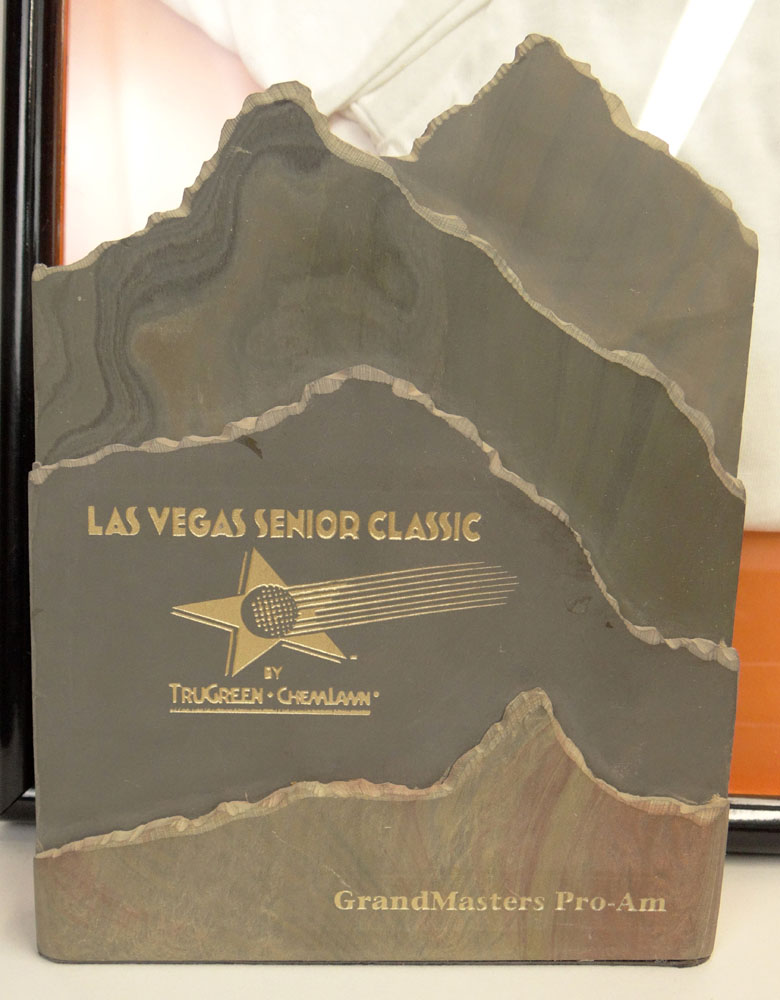 LAS VEGAS SENIOR CLASSIC
BY
TRUGREEN • CHEMLAWN
GrandMasters Pro-Am